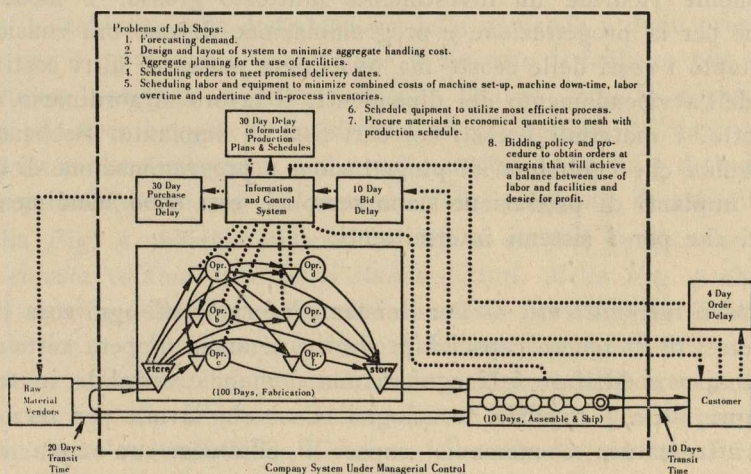 Problems of Job Shops:
1. Forecasting demand.
2. Design and layout of system to minimize aggregate handling cost.
3. Aggregate planning for the use of facilities.
4. Scheduling orders to meet promised delivery dates.
5. Scheduling labor and equipment to minimize combined costs of machine set-up, machine down-time, labor
overtime and undertime and in-process inventories.
6. Schedule quipment to utilize most efficient process.
7. Procure materials in economical quantities to mesh with
production schedule.
8. Bidding policy and pro-
cedure to obtain orders at
margins that will achieve
a balance between use of
labor and facilities and
desire for profit.
30 Day Delay
to formulate
Production
Plans & Schedules
30 Day
Purchase
Order
Delay
Information
and Control
System
10 Day
Bid
Delay
4 Day
Order
Delay
Opr.
Opr.
Opr.
b
Opr.
e
Opr.
c
Opr.
f.
store
store
(100 Days, Fabrication)
Raw
Material
Vendors
(10 Days, Assemble & Ship)
Customer
20 Days
Transit
Time
10 Days
Transit
Time
Company System Under Managerial Control